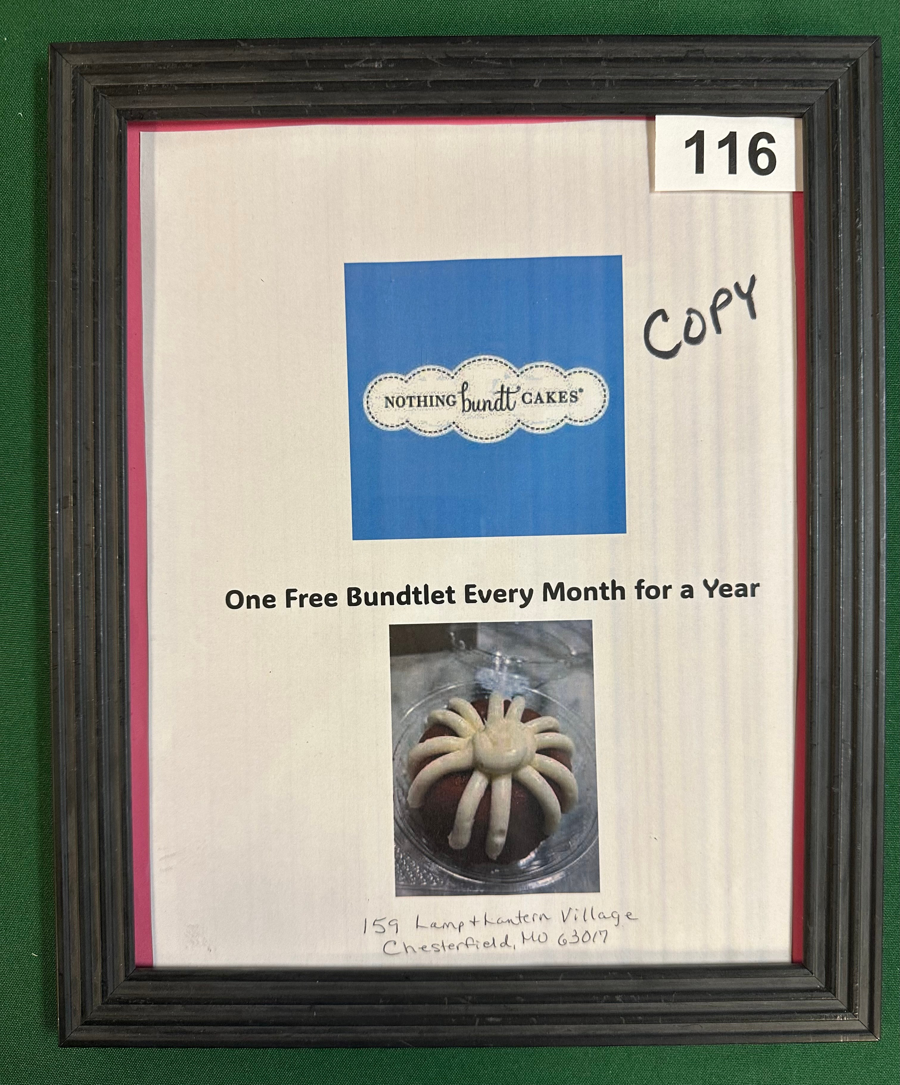 116
COPY
NOTHING bundt CAKES®
One Free Bundtlet Every Month for a Year
159 Lamp + Lantern Village
Chesterfield, MO 63017